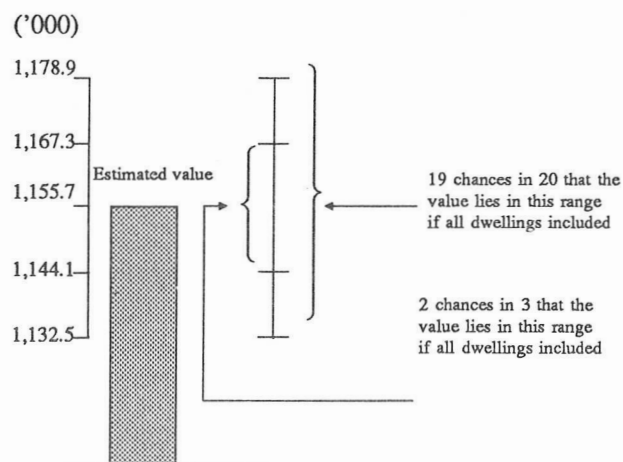 ('000)
1,178.9
1,167.3
Estimated value
1,155.7
1,144.1
1,132.5
19 chances in 20 that the
value lies in this range
if all dwellings included
2 chances in 3 that the
value lies in this range
if all dwellings included